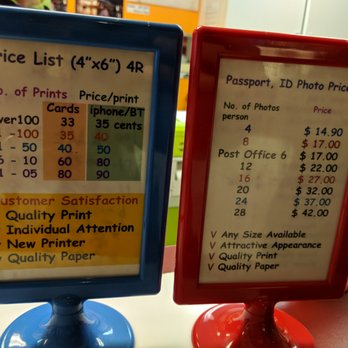 rice List (4"x6") 4R
o. of Prints Price/print
Cards Iphone/BT
wer100 33 35 cents
1 -100 35 40
1 - 50 40 50
6 - 10 60 80
01 - 05 80 90
ustomer Satisfaction
Quality Print
Individual Attention
New Printer
Quality Paper
Passport, ID Photo Price
No. of Photos Price
person
4 $ 14.90
8 $ 17.00
Post Office 6 $ 17.00
12 $ 22.00
16 $ 27.00
20 $ 32.00
24 $ 37.00
28 $ 42.00
V Any Size Available
V Attractive Appearance
V Quality Print
V Quality Paper